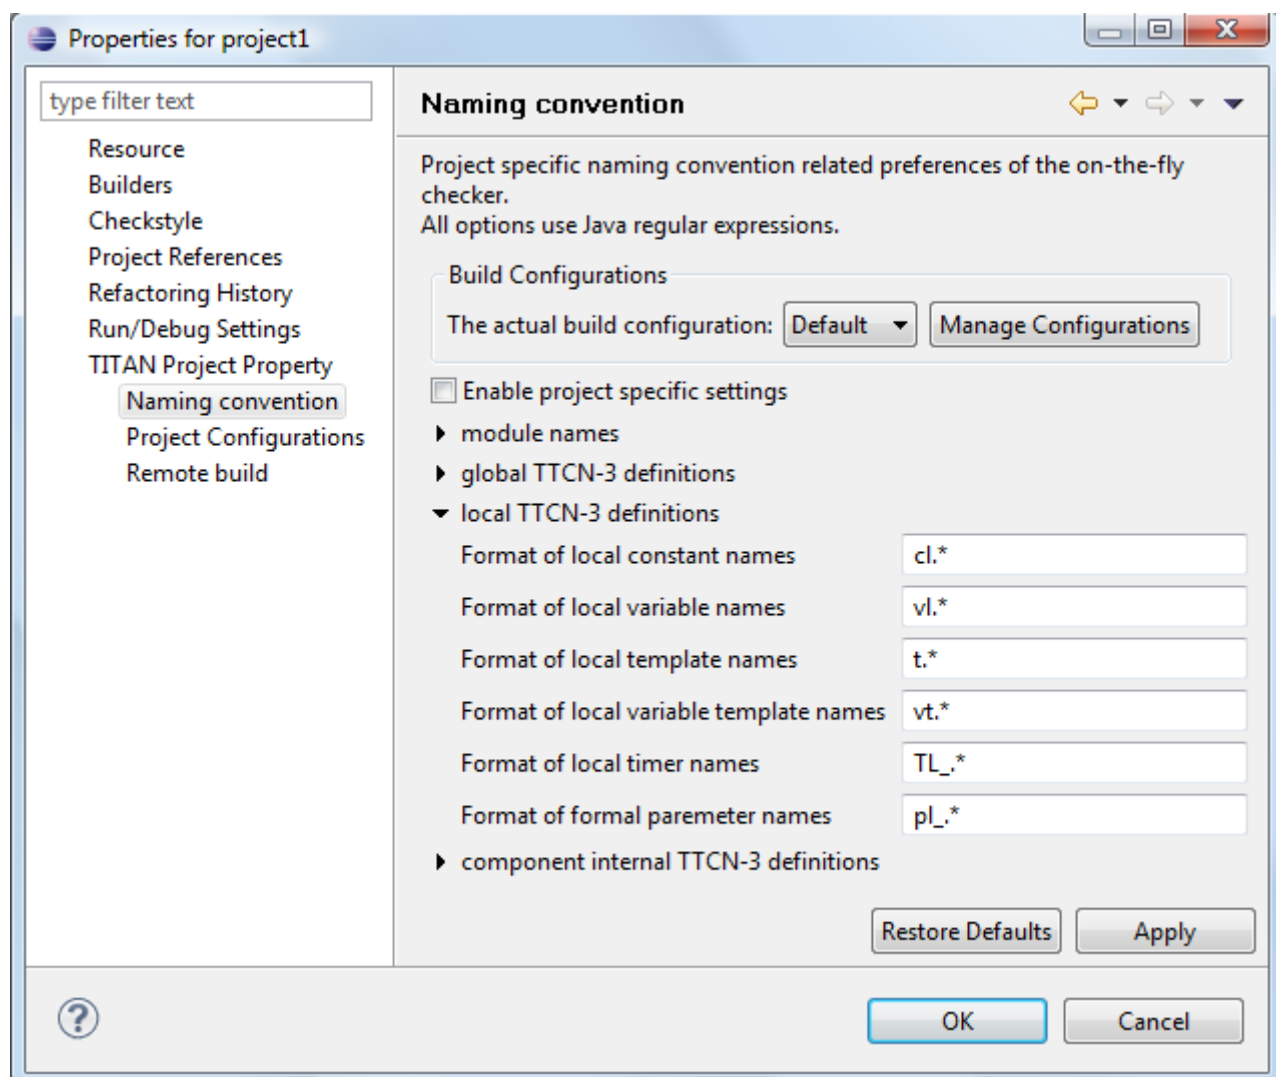 Properties for project1
type filter text
Resource
Builders
Checkstyle
Project References
Refactoring History
Run/Debug Settings
TITAN Project Property
Naming convention
Project Configurations
Remote build
Naming convention
Project specific naming convention related preferences of the on-the-fly
checker.
All options use Java regular expressions.
Build Configurations
The actual build configuration: Default Manage Configurations
Enable project specific settings
module names
global TTCN-3 definitions
local TTCN-3 definitions
Format of local constant names cl.*
Format of local variable names vl.*
Format of local template names t.*
Format of local variable template names vt.*
Format of local timer names TL_.*
Format of formal paremeter names pl_.*
component internal TTCN-3 definitions
Restore Defaults Apply
? OK Cancel